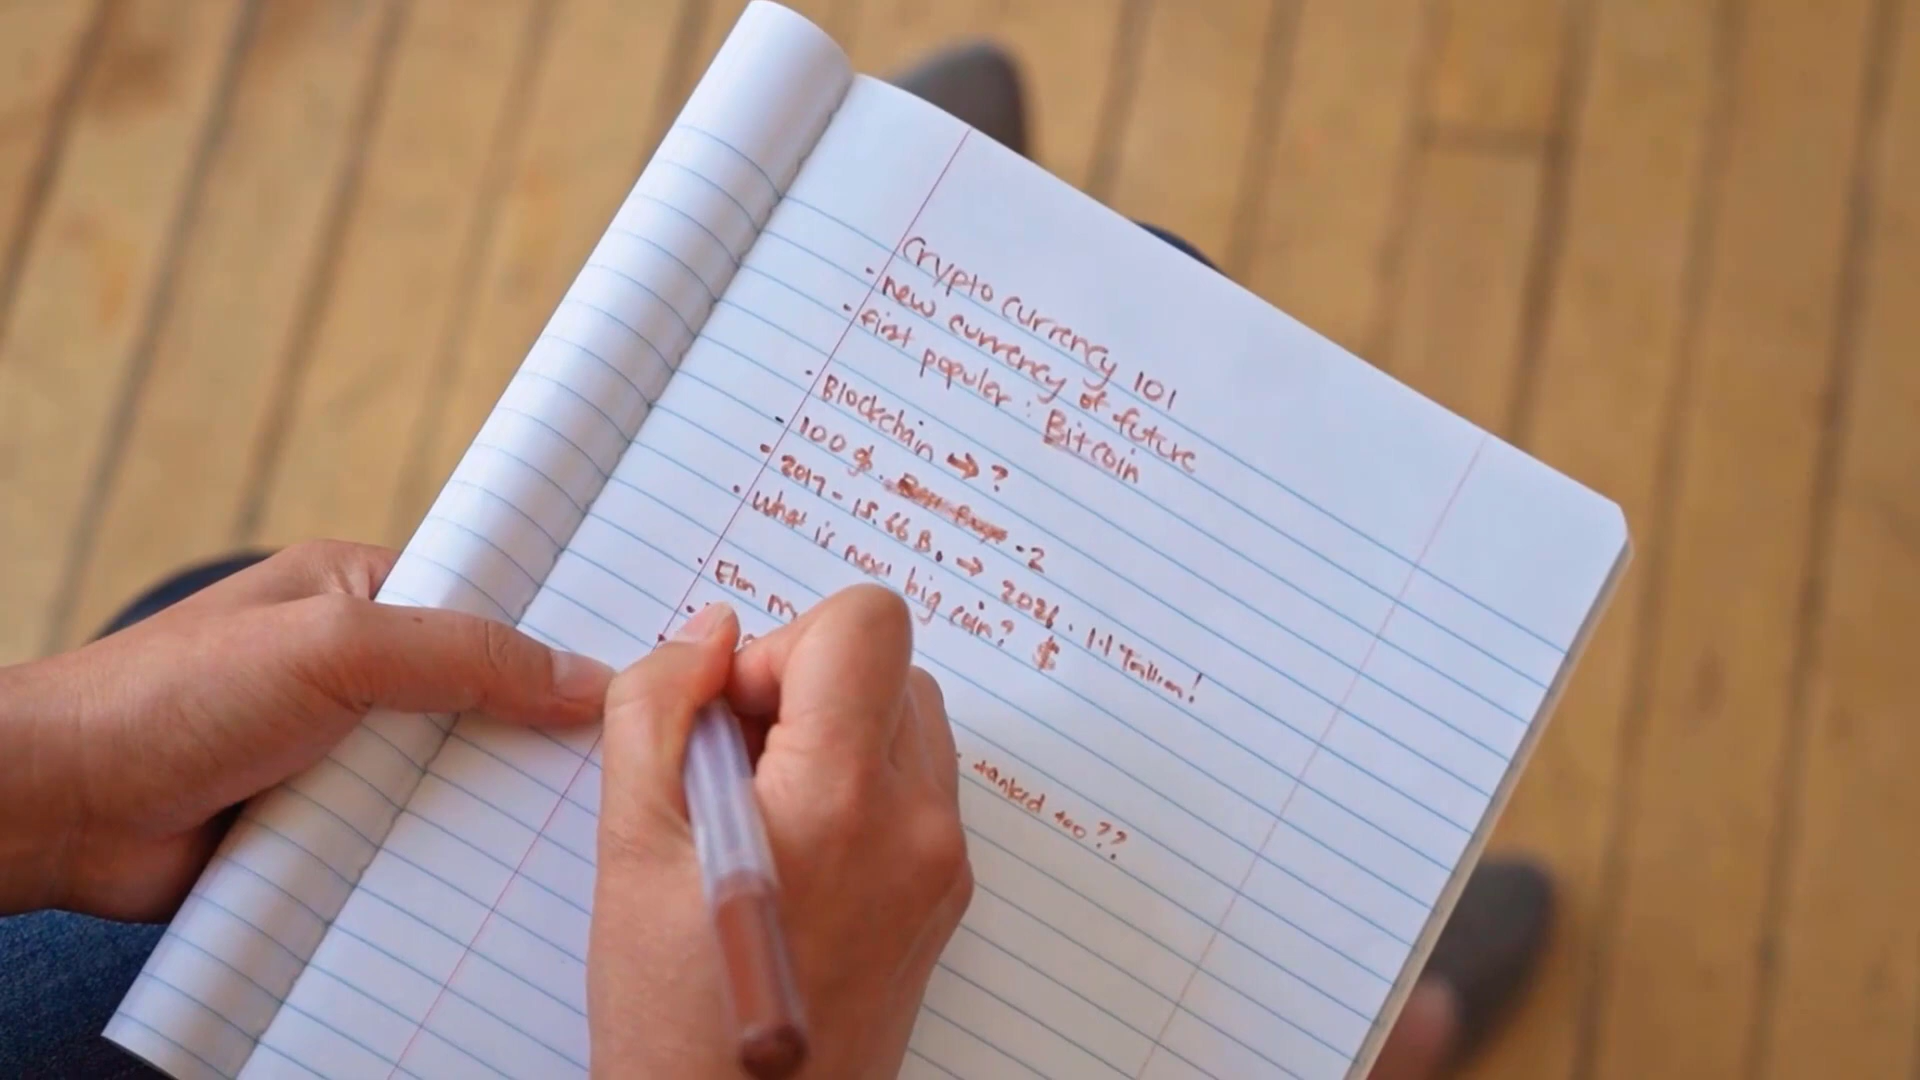 Crypto currency 101
· new currency of future
· first popular : Bitcoin
· Blockchain → ?
· 100 $. - 2
· 2017 - 15.66 B. → 2021. 1.1 Trillion!
· What is next big coin? $
· Elon
tanked too??